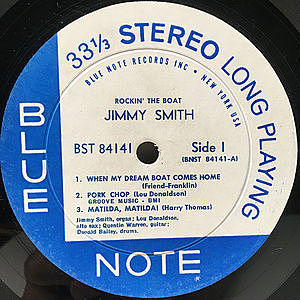 33 1/3 STEREO LONG PLAYING
BLUE NOTE RECORDS INC • NEW YORK USA
ROCKIN' THE BOAT
JIMMY SMITH
BST 84141
Side 1
(BNST 84141-A)
1. WHEN MY DREAM BOAT COMES HOME
(Friend-Franklin)
2. PORK CHOP (Lou Donaldson)
GROOVE MUSIC - BMI
3. MATILDA, MATILDA! (Harry Thomas)
Jimmy Smith, organ; Lou Donaldson,
alto sax; Quentin Warren, guitar;
Donald Bailey, drums.
BLUE
NOTE